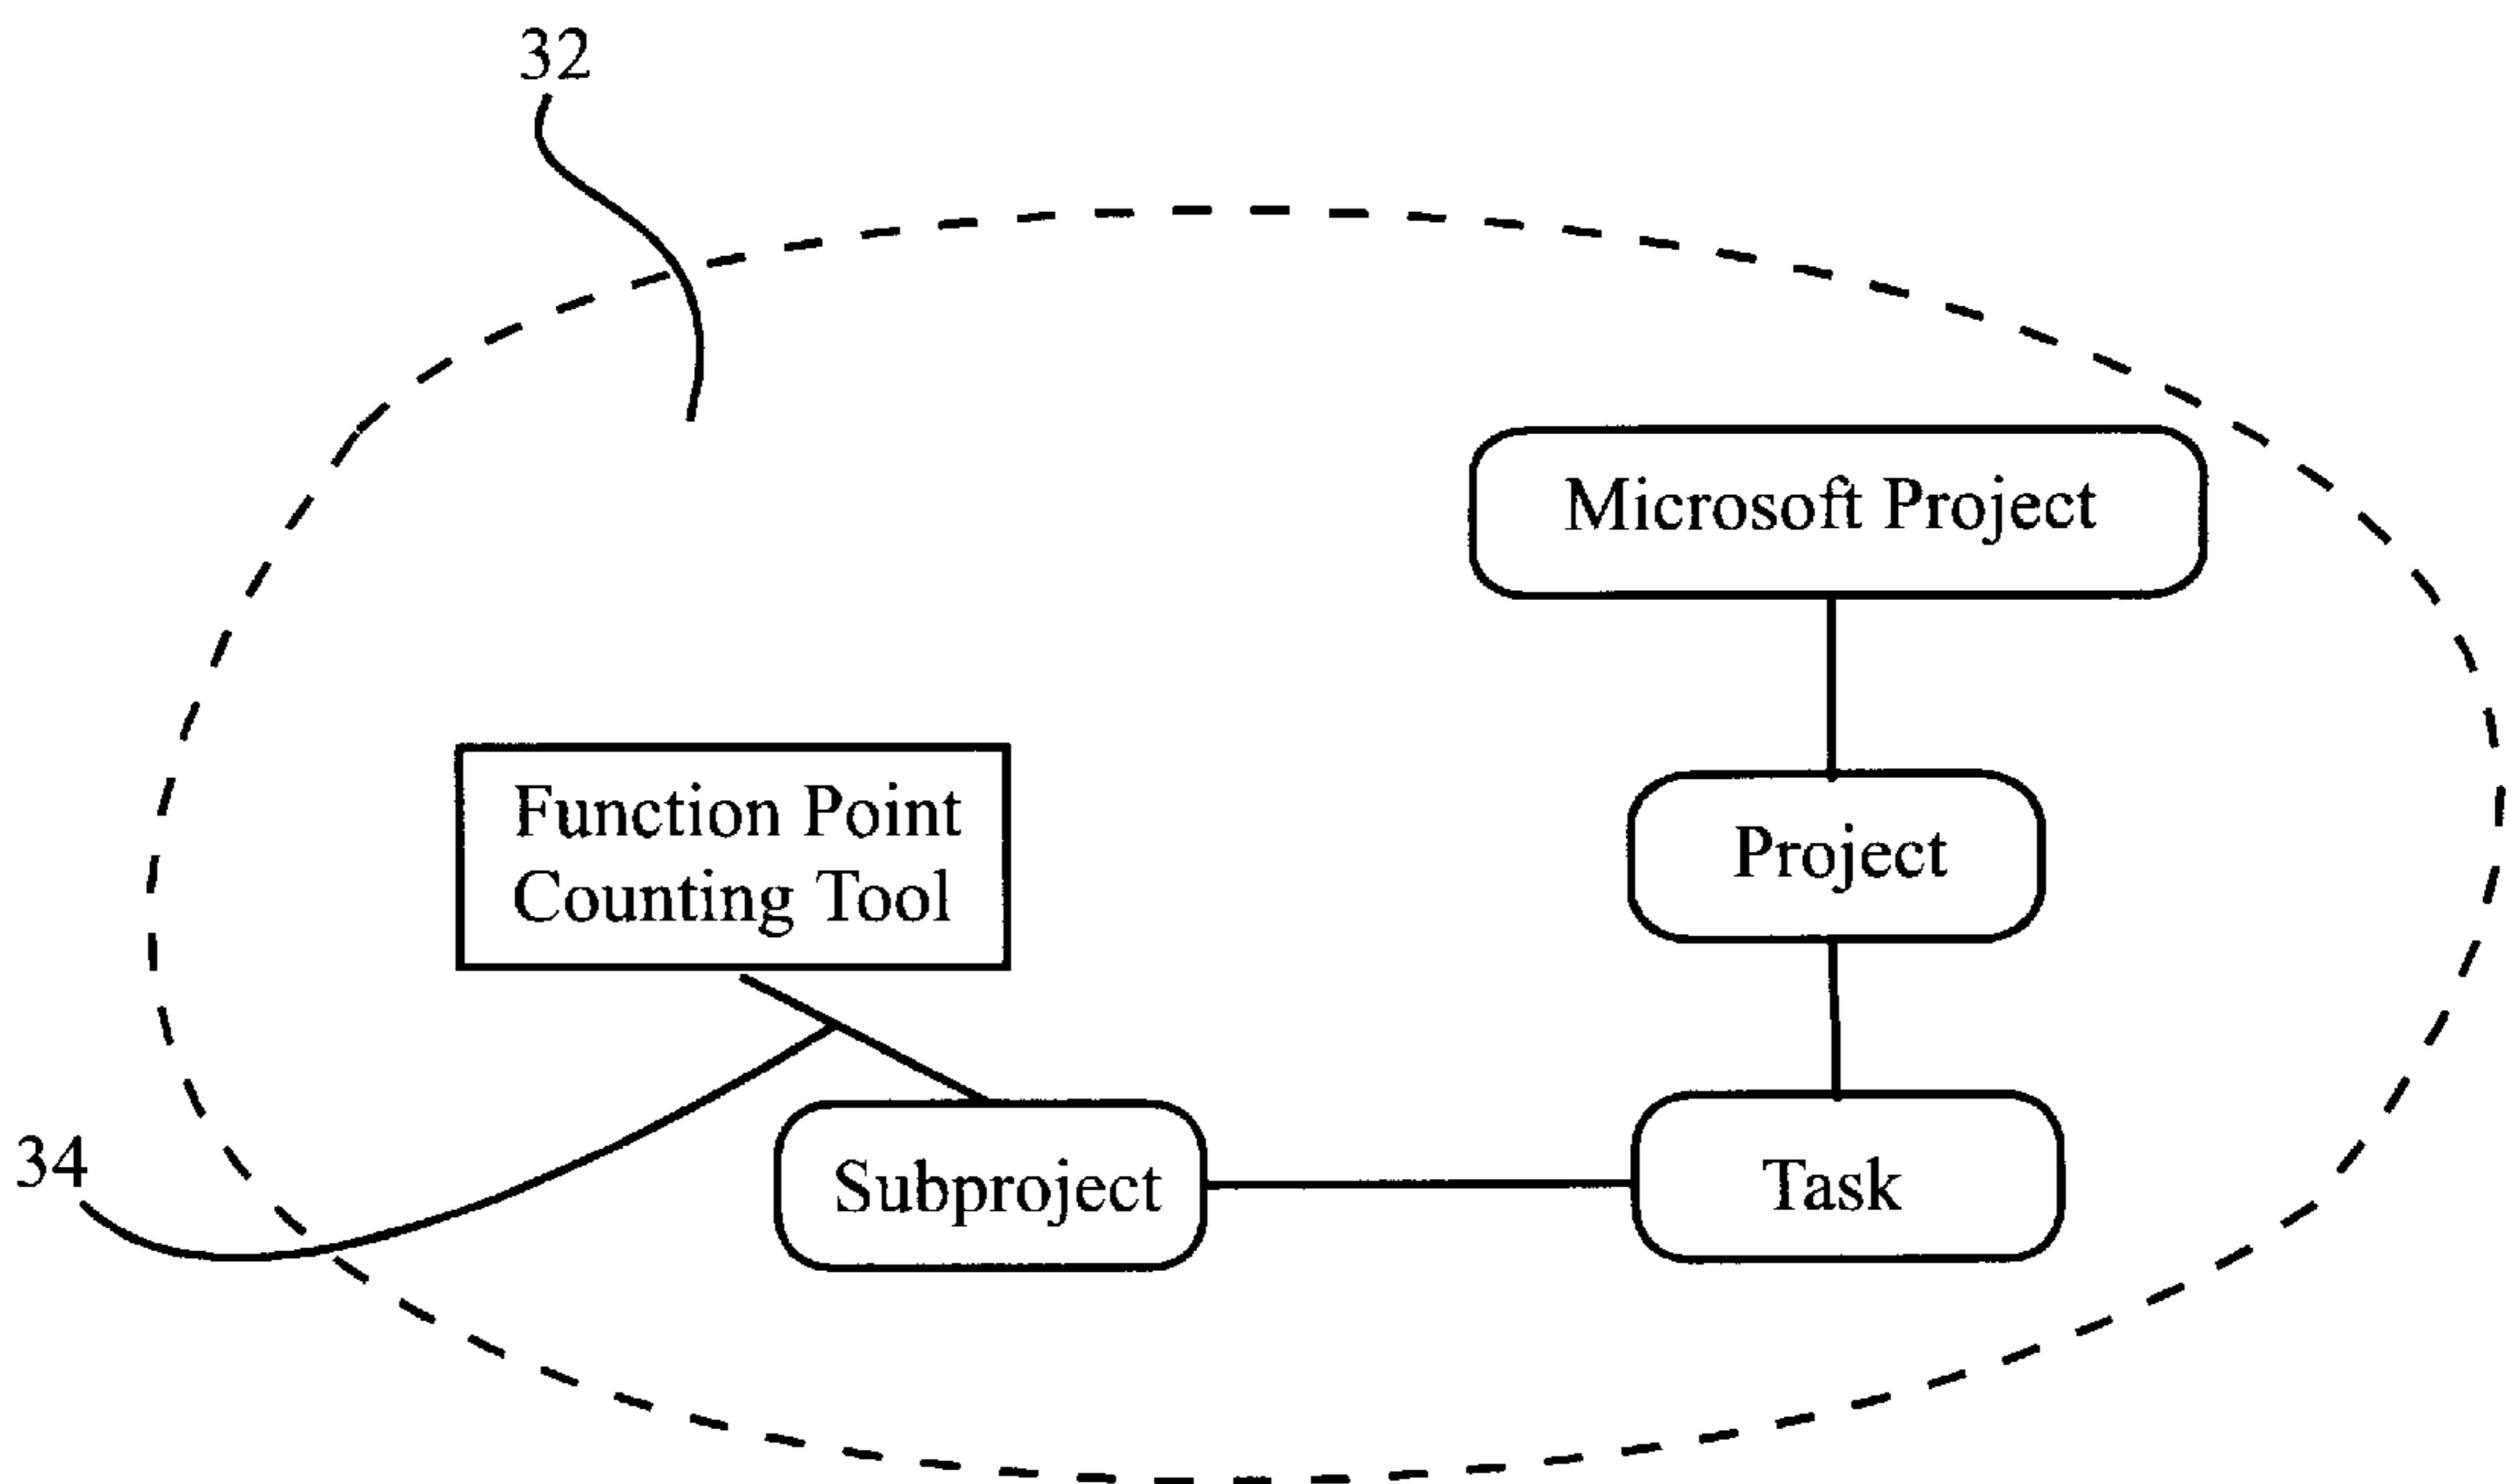 32
Microsoft Project
Function Point
Counting Tool
Project
34
Subproject
Task